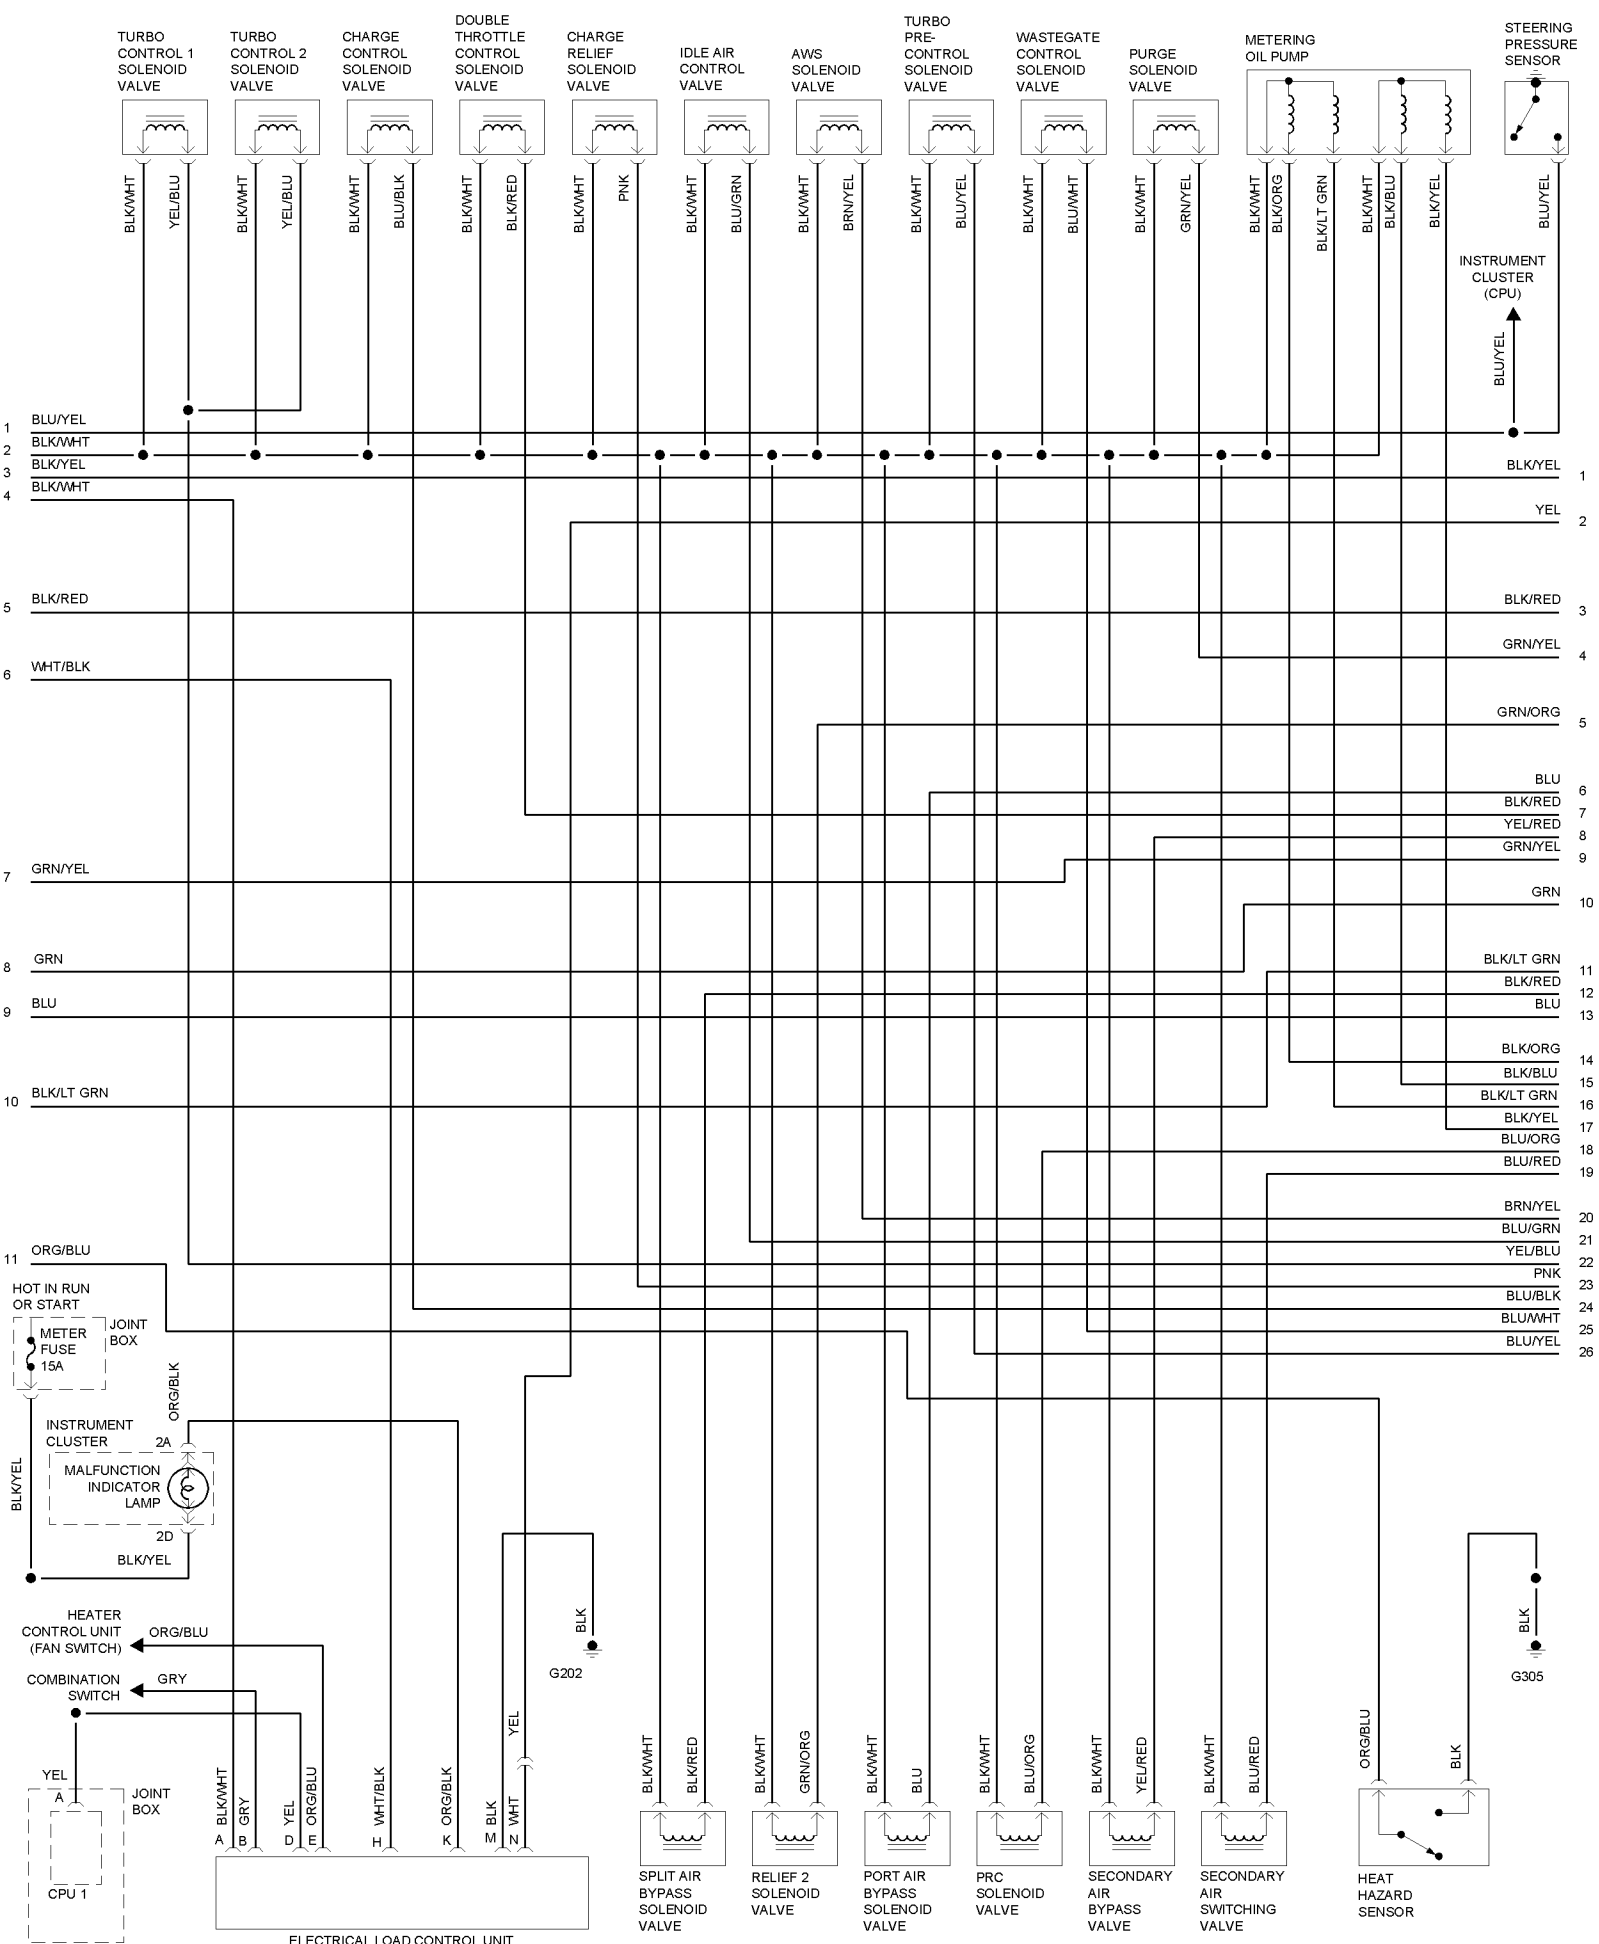 TURBO
CONTROL 1
SOLENOID
VALVE
TURBO
CONTROL 2
SOLENOID
VALVE
CHARGE
CONTROL
SOLENOID
VALVE
DOUBLE
THROTTLE
CONTROL
SOLENOID
VALVE
CHARGE
RELIEF
SOLENOID
VALVE
IDLE AIR
CONTROL
VALVE
AWS
SOLENOID
VALVE
TURBO
PRE-
CONTROL
SOLENOID
VALVE
WASTEGATE
CONTROL
SOLENOID
VALVE
PURGE
SOLENOID
VALVE
METERING
OIL PUMP
STEERING
PRESSURE
SENSOR
BLK/WHT
YEL/BLU
BLK/WHT
YEL/BLU
BLK/WHT
BLU/BLK
BLK/WHT
BLK/RED
BLK/WHT
PNK
BLK/WHT
BLU/GRN
BLK/WHT
BRN/YEL
BLK/WHT
BLU/YEL
BLK/WHT
BLU/WHT
BLK/WHT
GRN/YEL
BLK/WHT
BLK/ORG
BLK/LT GRN
BLK/WHT
BLK/BLU
BLK/YEL
BLU/YEL
INSTRUMENT
CLUSTER
(CPU)
BLU/YEL
1 BLU/YEL
2 BLK/WHT
3 BLK/YEL
4 BLK/WHT
5 BLK/RED
6 WHT/BLK
7 GRN/YEL
8 GRN
9 BLU
10 BLK/LT GRN
11 ORG/BLU
BLK/YEL 1
YEL 2
BLK/RED 3
GRN/YEL 4
GRN/ORG 5
BLU 6
BLK/RED 7
YEL/RED 8
GRN/YEL 9
GRN 10
BLK/LT GRN 11
BLK/RED 12
BLU 13
BLK/ORG 14
BLK/BLU 15
BLK/LT GRN 16
BLK/YEL 17
BLU/ORG 18
BLU/RED 19
BRN/YEL 20
BLU/GRN 21
YEL/BLU 22
PNK 23
BLU/BLK 24
BLU/WHT 25
BLU/YEL 26
HOT IN RUN
OR START
METER
FUSE
15A
JOINT
BOX
ORG/BLK
INSTRUMENT
CLUSTER
2A
MALFUNCTION
INDICATOR
LAMP
2D
BLK/YEL
BLK/YEL
HEATER
CONTROL UNIT
(FAN SWITCH)
ORG/BLU
COMBINATION
SWITCH
GRY
YEL
A
JOINT
BOX
CPU 1
BLK
G202
YEL
BLK
G305
A BLK/WHT
B GRY
D YEL
E ORG/BLU
H WHT/BLK
K ORG/BLK
M BLK
N WHT
ELECTRICAL LOAD CONTROL UNIT
BLK/WHT
BLK/RED
BLK/WHT
GRN/ORG
BLK/WHT
BLU
BLK/WHT
BLU/ORG
BLK/WHT
YEL/RED
BLK/WHT
BLU/RED
ORG/BLU
BLK
SPLIT AIR
BYPASS
SOLENOID
VALVE
RELIEF 2
SOLENOID
VALVE
PORT AIR
BYPASS
SOLENOID
VALVE
PRC
SOLENOID
VALVE
SECONDARY
AIR
BYPASS
VALVE
SECONDARY
AIR
SWITCHING
VALVE
HEAT
HAZARD
SENSOR